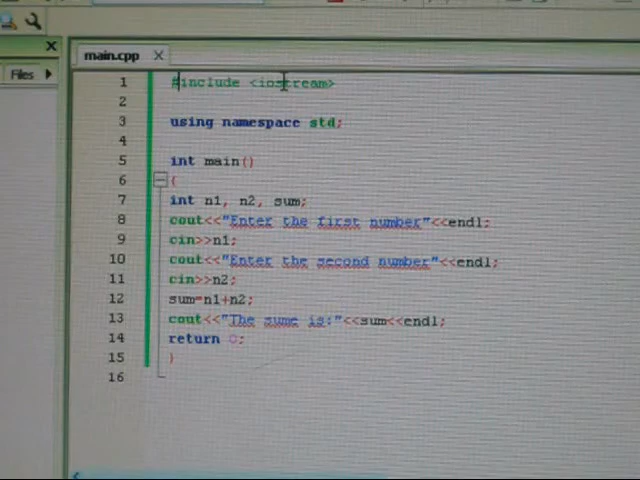 main.cpp
Files
1 #include <iostream>
2
3 using namespace std;
4
5 int main()
6 {
7 int n1, n2, sum;
8 cout<<"Enter the first number"<<endl;
9 cin>>n1;
10 cout<<"Enter the second number"<<endl;
11 cin>>n2;
12 sum=n1+n2;
13 cout<<"The sume is:"<<sum<<endl;
14 return 0;
15 }
16